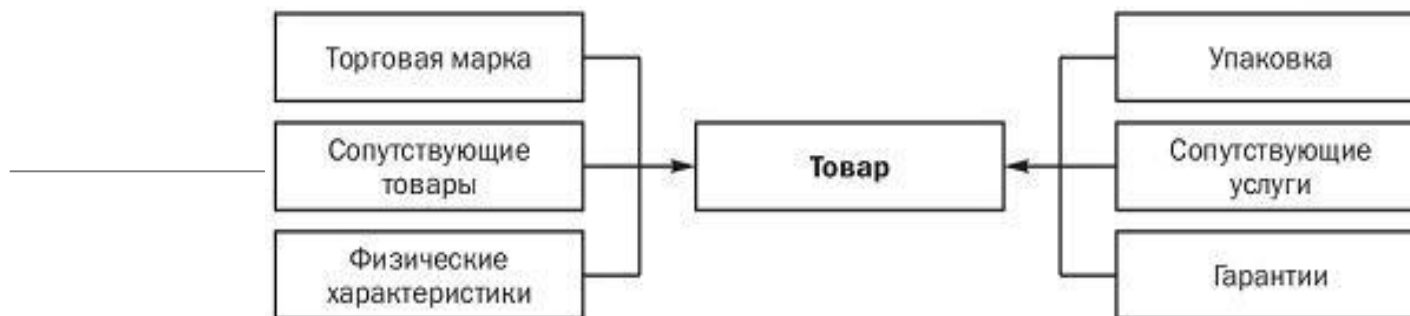 Торговая марка
Сопутствующие
товары
Физические
характеристики
Товар
Упаковка
Сопутствующие
услуги
Гарантии